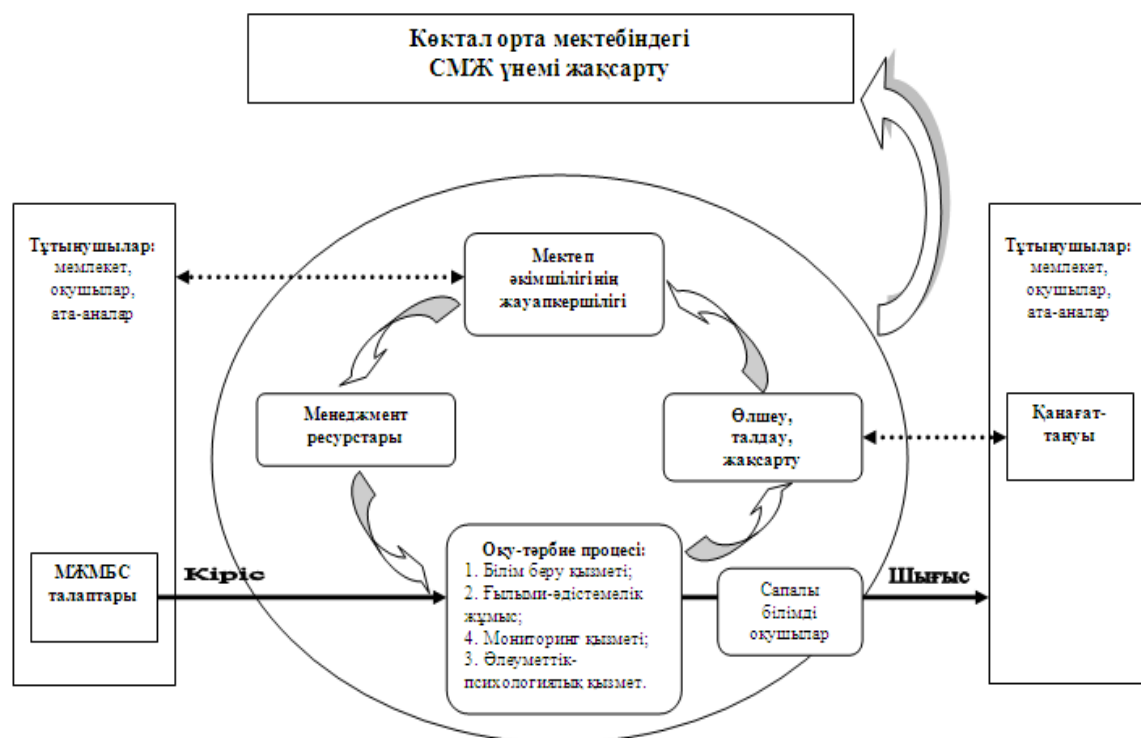 Көктал орта мектебіндегі
СМЖ үнемі жақсарту
Тұтынушылар:
мемлекет,
оқушылар,
ата-аналар
Мектеп
әкімшілігінің
жауапкершілігі
Тұтынушылар:
мемлекет,
оқушылар,
ата-аналар
Менеджмент
ресурстары
Өлшеу,
талдау,
жақсарту
Қанағат-
тануы
МЖМБС
талаптары
Кіріс
Оқу-тәрбие процесі:
1. Білім беру қызметі;
2. Ғылыми-әдістемелік
жұмыс;
4. Мониторинг қызметі;
3. Әлеуметтік-
психологиялық қызмет.
Сапалы
білімді
оқушылар
Шығыс